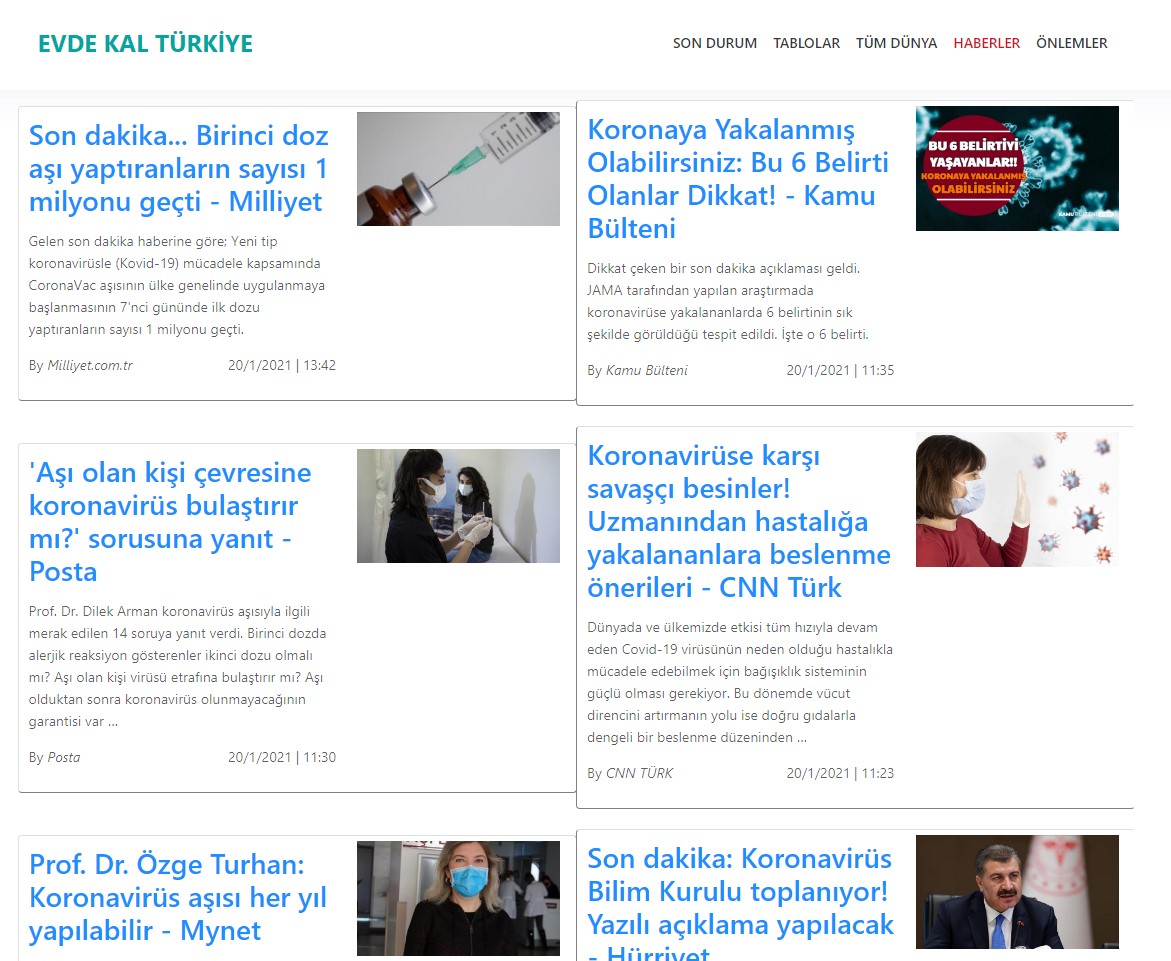 EVDE KAL TÜRKİYE
SON DURUM TABLOLAR TÜM DÜNYA HABERLER ÖNLEMLER
Son dakika... Birinci doz
aşı yaptıranların sayısı 1
milyonu geçti - Milliyet
Gelen son dakika haberine göre; Yeni tip
koronavirüsle (Kovid-19) mücadele kapsamında
CoronaVac aşısının ülke genelinde uygulanmaya
başlanmasının 7'nci gününde ilk dozu
yaptıranların sayısı 1 milyonu geçti.
By Milliyet.com.tr 20/1/2021 | 13:42
Koronaya Yakalanmış
Olabilirsiniz: Bu 6 Belirti
Olanlar Dikkat! - Kamu
Bülteni
Dikkat çeken bir son dakika açıklaması geldi.
JAMA tarafından yapılan araştırmada
koronavirüse yakalananlarda 6 belirtinin sık
şekilde görüldüğü tespit edildi. İşte o 6 belirti.
By Kamu Bülteni 20/1/2021 | 11:35
BU 6 BELİRTİYİ
YAŞAYANLAR!!
KORONAYA YAKALANMIŞ
OLABİLİRSİNİZ
'Aşı olan kişi çevresine
koronavirüs bulaştırır
mı?' sorusuna yanıt -
Posta
Prof. Dr. Dilek Arman koronavirüs aşısıyla ilgili
merak edilen 14 soruya yanıt verdi. Birinci dozda
alerjik reaksiyon gösterenler ikinci dozu olmalı
mı? Aşı olan kişi virüsü etrafına bulaştırır mı? Aşı
olduktan sonra koronavirüs olunmayacağının
garantisi var ...
By Posta 20/1/2021 | 11:30
Koronavirüse karşı
savaşçı besinler!
Uzmanından hastalığa
yakalananlara beslenme
önerileri - CNN Türk
Dünyada ve ülkemizde etkisi tüm hızıyla devam
eden Covid-19 virüsünün neden olduğu hastalıkla
mücadele edebilmek için bağışıklık sisteminin
güçlü olması gerekiyor. Bu dönemde vücut
direncini artırmanın yolu ise doğru gıdalarla
dengeli bir beslenme düzeninden ...
By CNN TÜRK 20/1/2021 | 11:23
Prof. Dr. Özge Turhan:
Koronavirüs aşısı her yıl
yapılabilir - Mynet
Son dakika: Koronavirüs
Bilim Kurulu toplanıyor!
Yazılı açıklama yapılacak
- Hürriyet